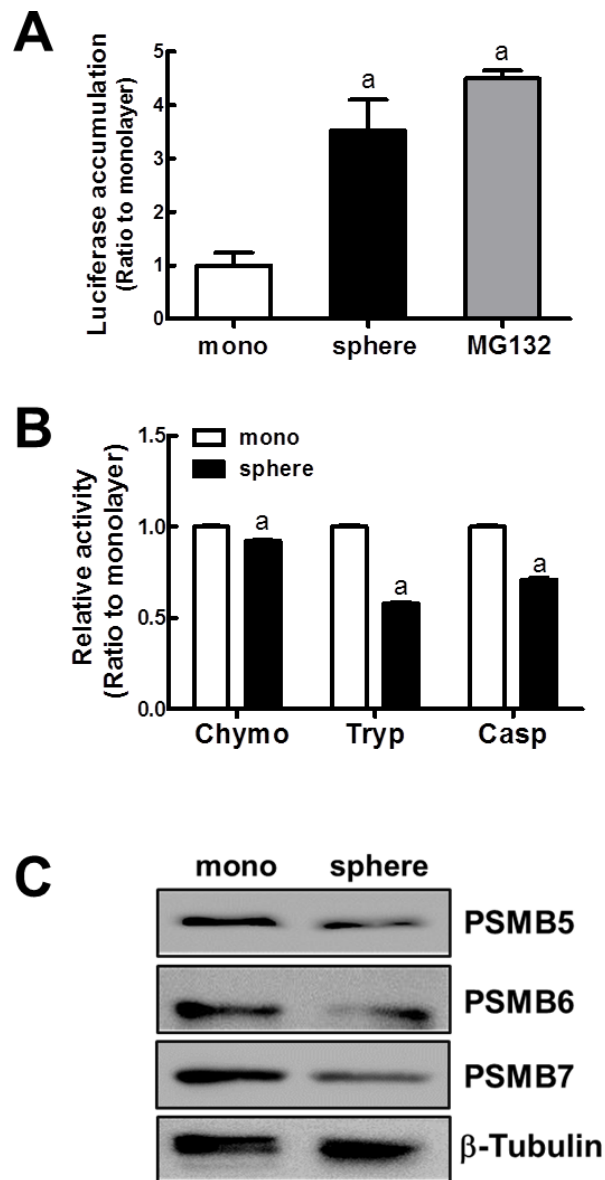 A
Luciferase accumulation
(Ratio to monolayer)
5
4
3
2
1
0
a
a
mono sphere MG132
B
Relative activity
(Ratio to monolayer)
1.5
1.0
0.5
0.0
mono
sphere
a
a
a
Chymo Tryp Casp
C
mono sphere
PSMB5
PSMB6
PSMB7
β-Tubulin